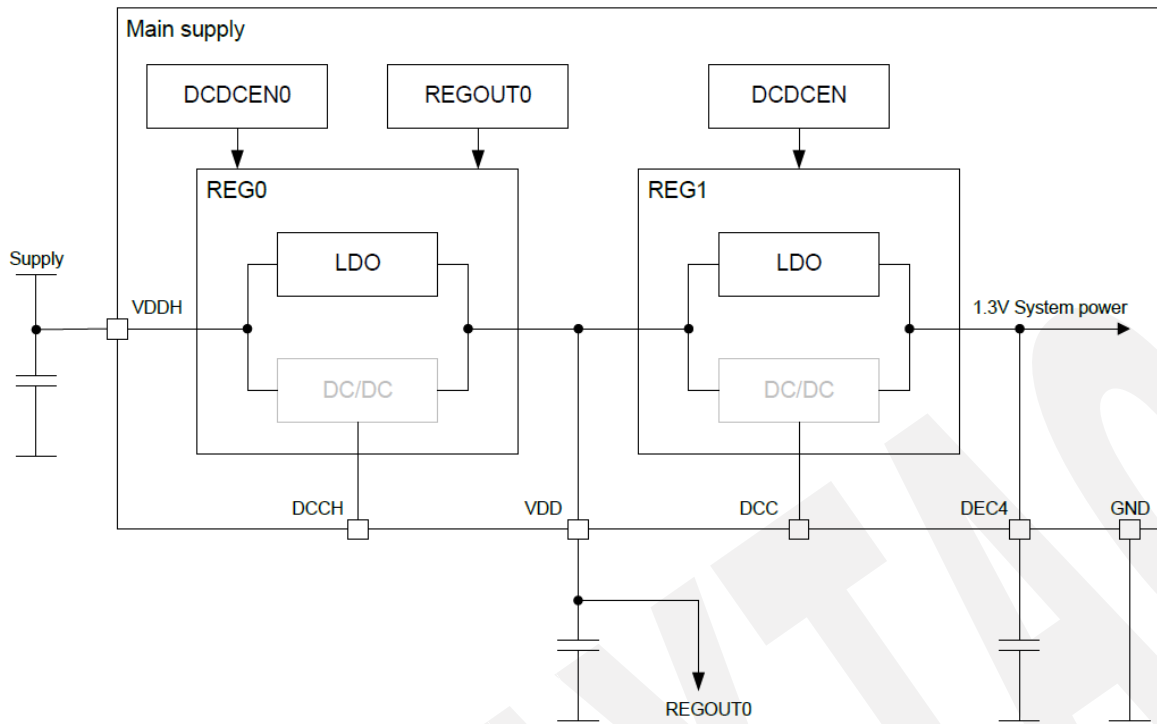 Main supply
DCDCEN0
REGOUT0
DCDCEN
REG0
REG1
LDO
LDO
Supply
VDDH
1.3V System power
DC/DC
DC/DC
DCCH
VDD
DCC
DEC4
GND
REGOUT0